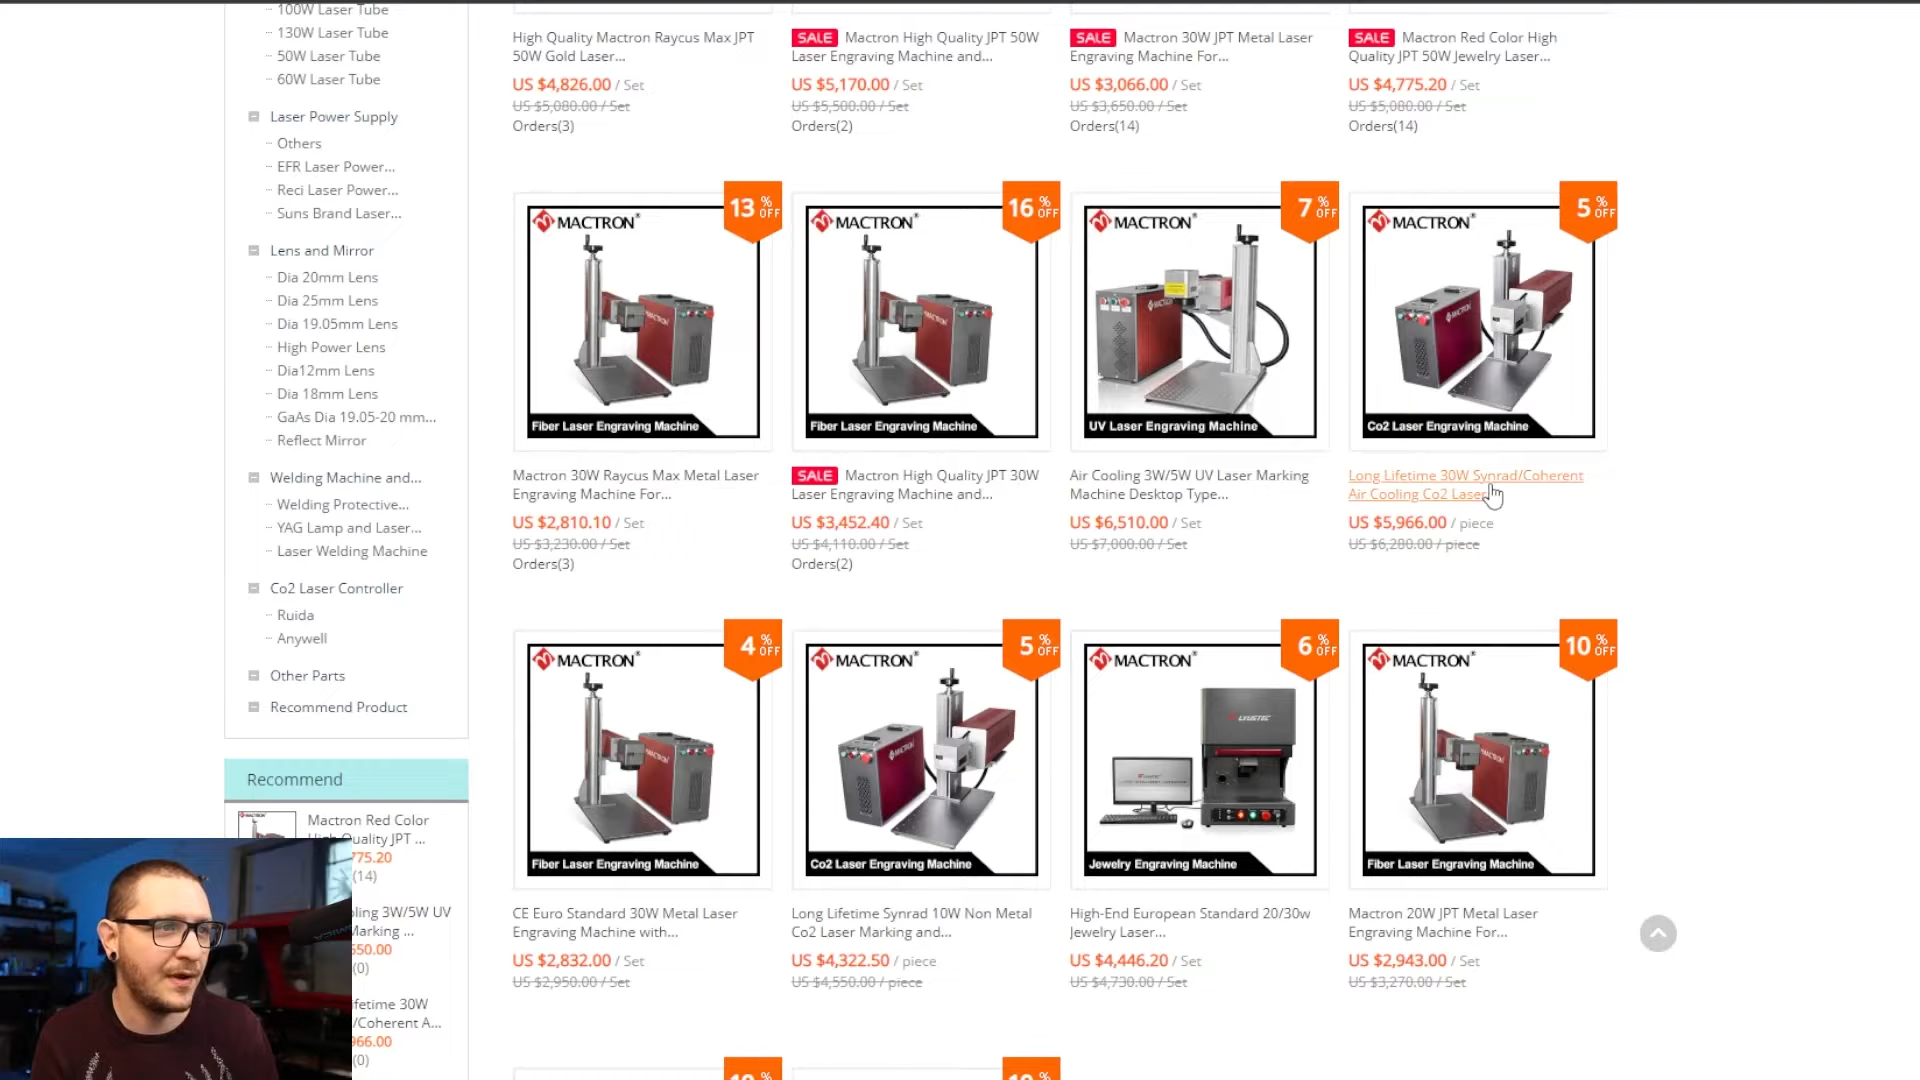 100W Laser Tube
130W Laser Tube
50W Laser Tube
60W Laser Tube
Laser Power Supply
Others
EFR Laser Power...
Reci Laser Power...
Suns Brand Laser...
Lens and Mirror
Dia 20mm Lens
Dia 25mm Lens
Dia 19.05mm Lens
High Power Lens
Dia12mm Lens
Dia 18mm Lens
GaAs Dia 19.05-20 mm...
Reflect Mirror
Welding Machine and...
Welding Protective...
YAG Lamp and Laser...
Laser Welding Machine
Co2 Laser Controller
Ruida
Anywell
Other Parts
Recommend Product
Recommend
Mactron Red Color
High Quality JPT ...
775.20
(14)
ling 3W/5W UV
Marking ...
550.00
(0)
ifetime 30W
/Coherent A...
966.00
(0)
High Quality Mactron Raycus Max JPT
50W Gold Laser...
US $4,826.00 / Set
US $5,080.00 / Set
Orders(3)
SALE Mactron High Quality JPT 50W
Laser Engraving Machine and...
US $5,170.00 / Set
US $5,500.00 / Set
Orders(2)
SALE Mactron 30W JPT Metal Laser
Engraving Machine For...
US $3,066.00 / Set
US $3,650.00 / Set
Orders(14)
SALE Mactron Red Color High
Quality JPT 50W Jewelry Laser...
US $4,775.20 / Set
US $5,080.00 / Set
Orders(14)
13 % OFF
MACTRON®
MACTRON
Fiber Laser Engraving Machine
Mactron 30W Raycus Max Metal Laser
Engraving Machine For...
US $2,810.10 / Set
US $3,230.00 / Set
Orders(3)
16 % OFF
MACTRON®
MACTRON
Fiber Laser Engraving Machine
SALE Mactron High Quality JPT 30W
Laser Engraving Machine and...
US $3,452.40 / Set
US $4,110.00 / Set
Orders(2)
7 % OFF
MACTRON®
MACTRON
UV Laser Engraving Machine
Air Cooling 3W/5W UV Laser Marking
Machine Desktop Type...
US $6,510.00 / Set
US $7,000.00 / Set
5 % OFF
MACTRON®
MACTRON
Co2 Laser Engraving Machine
Long Lifetime 30W Synrad/Coherent
Air Cooling Co2 Laser
US $5,966.00 / piece
US $6,280.00 / piece
4 % OFF
MACTRON®
MACTRON
Fiber Laser Engraving Machine
CE Euro Standard 30W Metal Laser
Engraving Machine with...
US $2,832.00 / Set
US $2,950.00 / Set
5 % OFF
MACTRON®
MACTRON
Co2 Laser Engraving Machine
Long Lifetime Synrad 10W Non Metal
Co2 Laser Marking and...
US $4,322.50 / piece
US $4,550.00 / piece
6 % OFF
MACTRON®
Jewelry Engraving Machine
High-End European Standard 20/30w
Jewelry Laser...
US $4,446.20 / Set
US $4,730.00 / Set
10 % OFF
MACTRON®
MACTRON
Fiber Laser Engraving Machine
Mactron 20W JPT Metal Laser
Engraving Machine For...
US $2,943.00 / Set
US $3,270.00 / Set